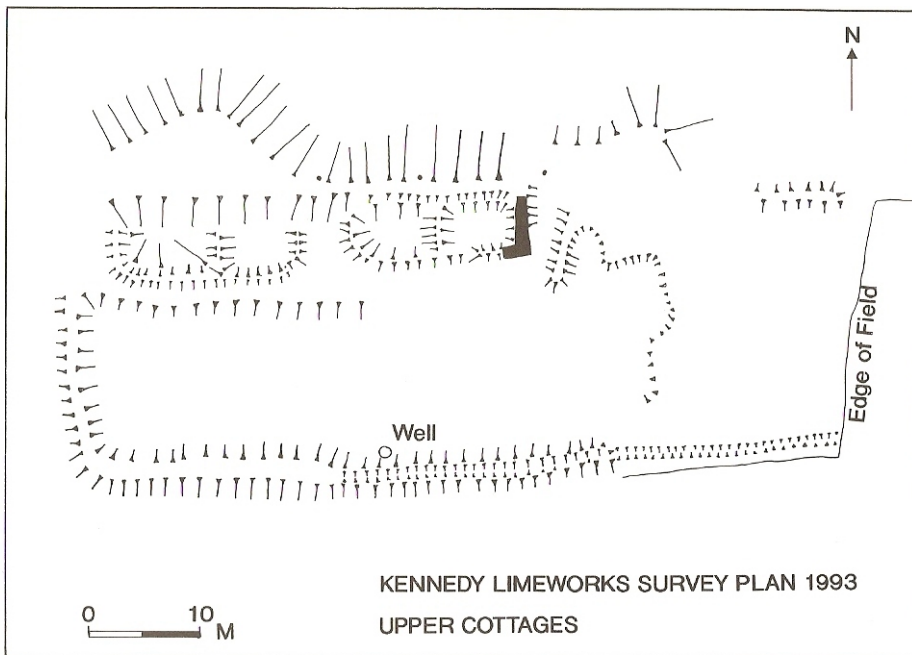 N
Edge of Field
Well
KENNEDY LIMEWORKS SURVEY PLAN 1993
0 10
M
UPPER COTTAGES